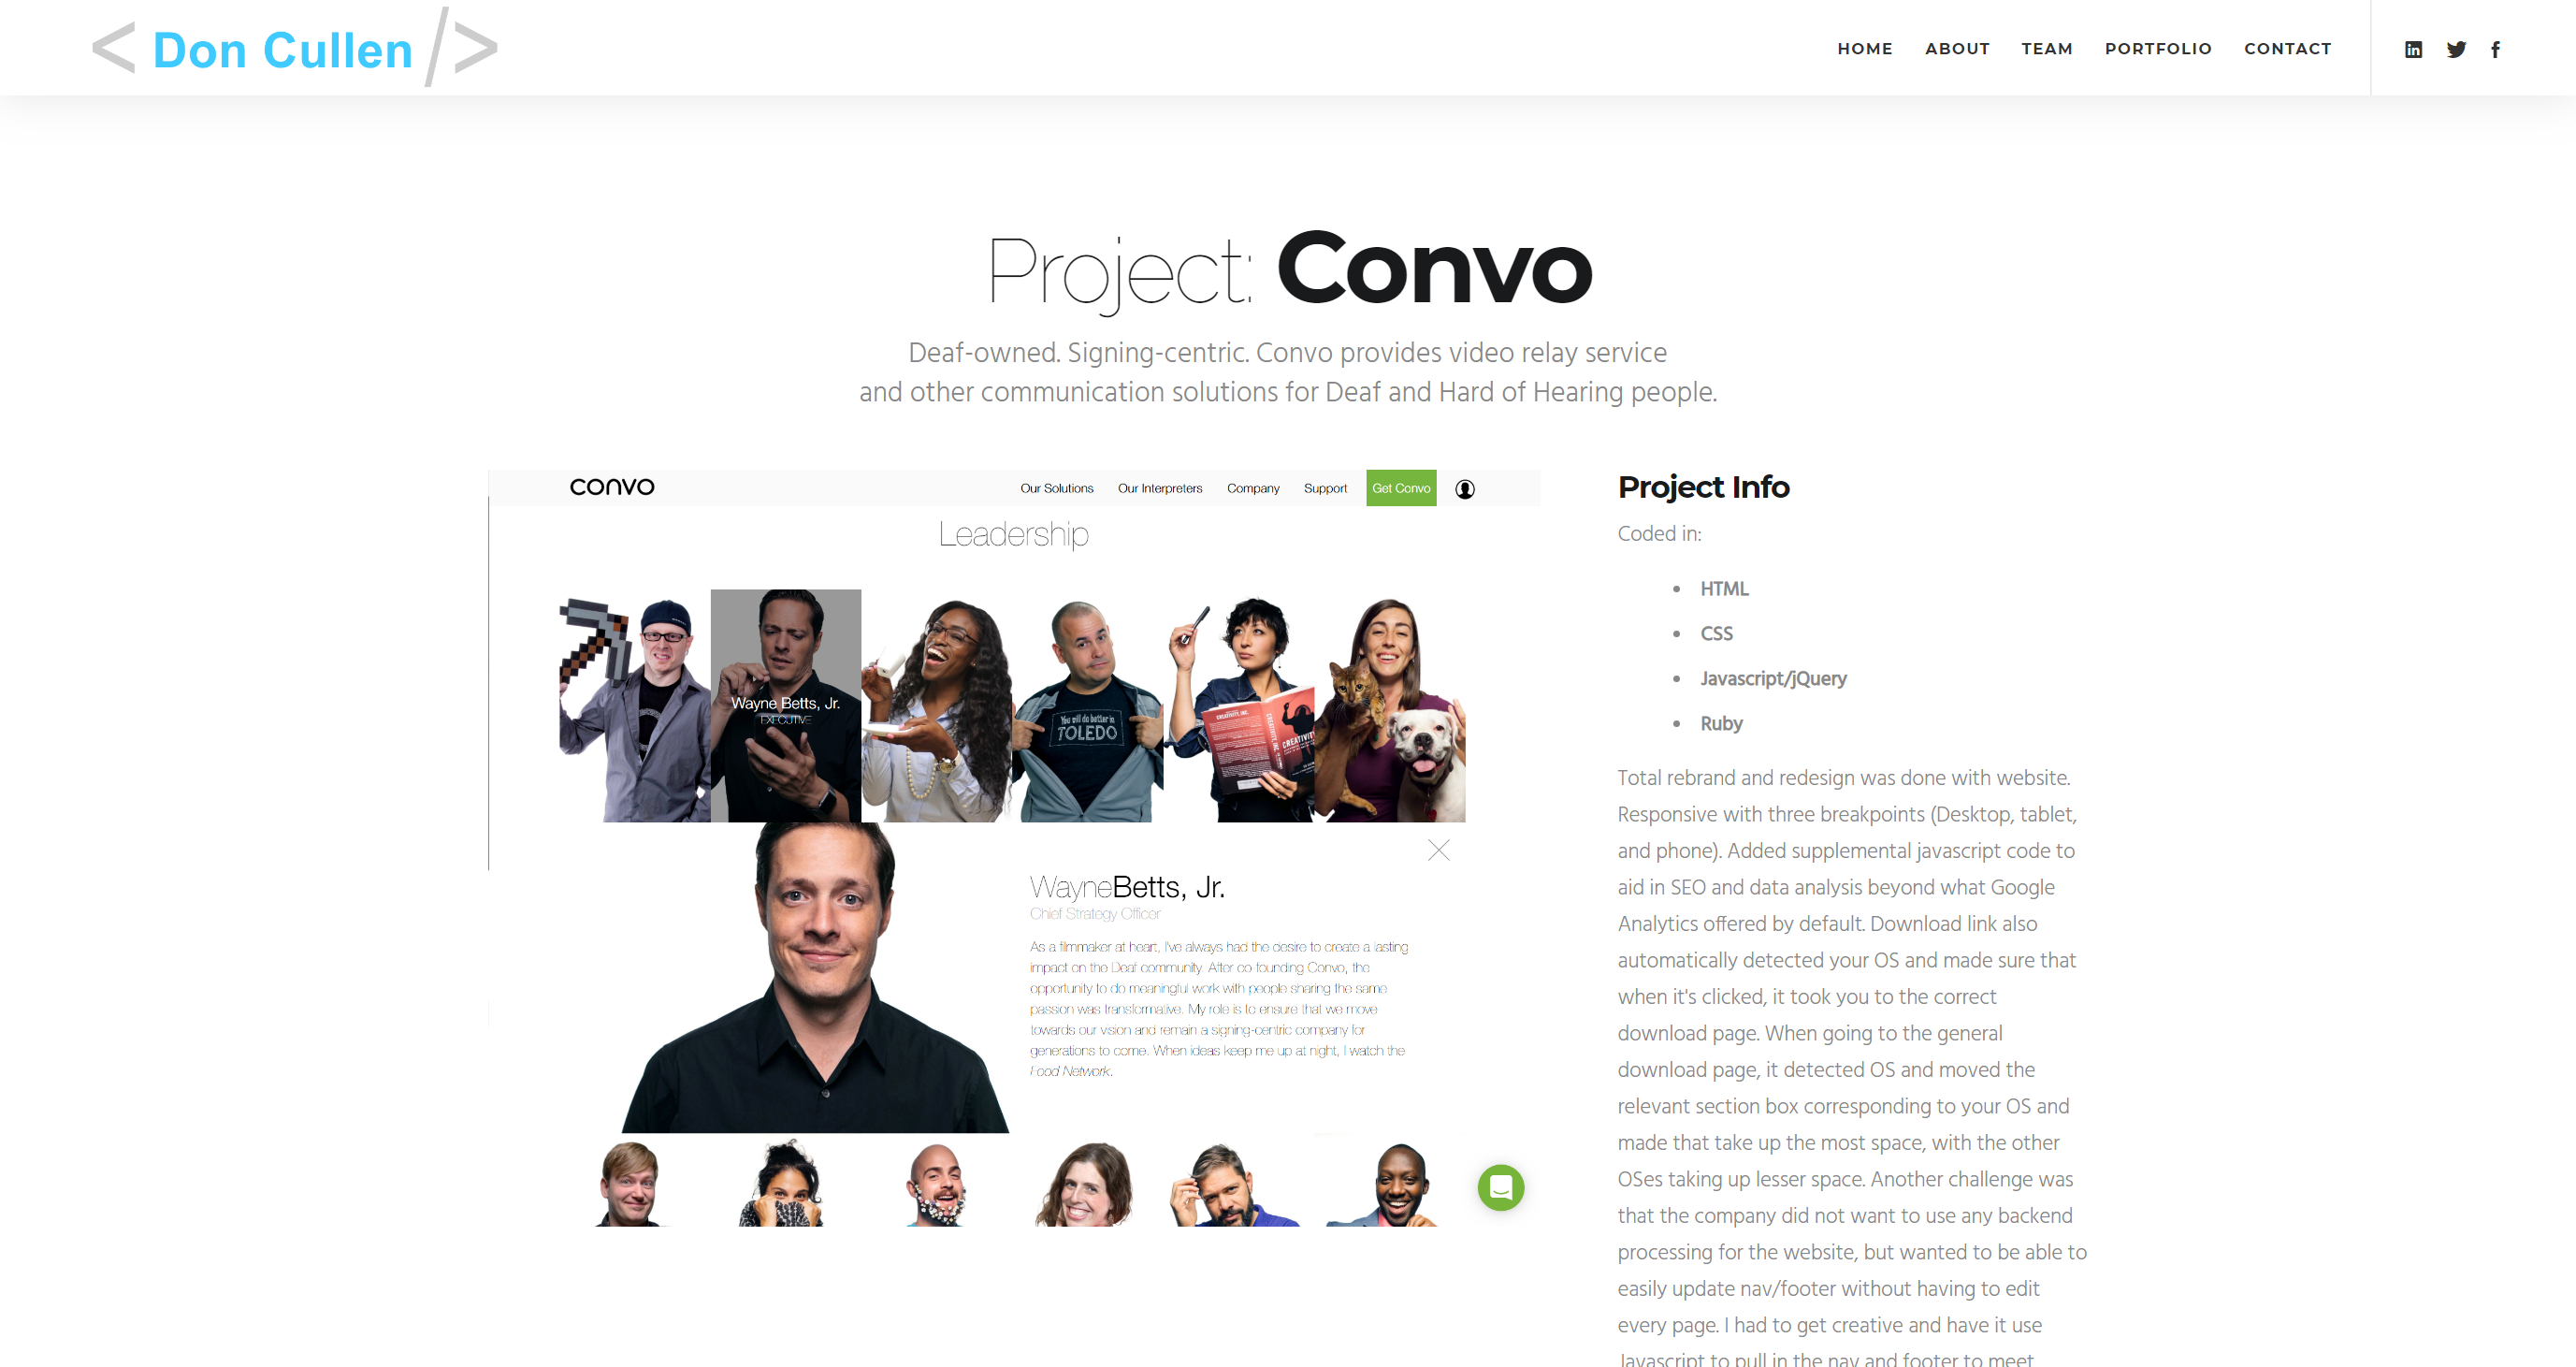 < Don Cullen />
HOME ABOUT TEAM PORTFOLIO CONTACT
Project: Convo
Deaf-owned. Signing-centric. Convo provides video relay service
and other communication solutions for Deaf and Hard of Hearing people.
convo
Our Solutions Our Interpreters Company Support Get Convo
Leadership
Wayne Betts, Jr.
EXECUTIVE
You will do better in
TOLEDO
CREATIVITY, INC.
CREATIVITY
WayneBetts, Jr.
Chief Strategy Officer
As a filmmaker at heart, I've always had the desire to create a lasting
impact on the Deaf community. After co-founding Convo, the
opportunity to do meaningful work with people sharing the same
passion was transformative. My role is to ensure that we move
towards our vision and remain a signing-centric company for
generations to come. When ideas keep me up at night, I watch the
Food Network.
Project Info
Coded in:
• HTML
• CSS
• Javascript/jQuery
• Ruby
Total rebrand and redesign was done with website.
Responsive with three breakpoints (Desktop, tablet,
and phone). Added supplemental javascript code to
aid in SEO and data analysis beyond what Google
Analytics offered by default. Download link also
automatically detected your OS and made sure that
when it's clicked, it took you to the correct
download page. When going to the general
download page, it detected OS and moved the
relevant section box corresponding to your OS and
made that take up the most space, with the other
OSes taking up lesser space. Another challenge was
that the company did not want to use any backend
processing for the website, but wanted to be able to
easily update nav/footer without having to edit
every page. I had to get creative and have it use
Javascript to pull in the nav and footer to meet